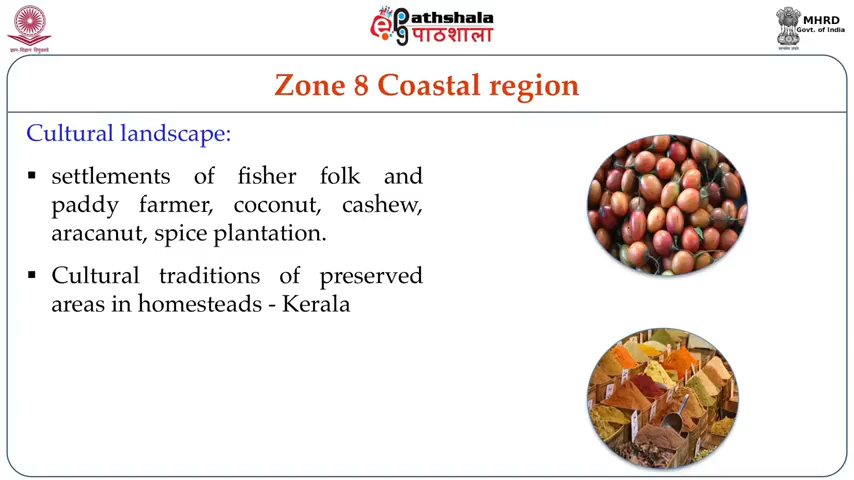 ePathshala
पाठशाला
MHRD
Govt. of India
Zone 8 Coastal region
Cultural landscape:
▪ settlements of fisher folk and
paddy farmer, coconut, cashew,
aracanut, spice plantation.
▪ Cultural traditions of preserved
areas in homesteads - Kerala